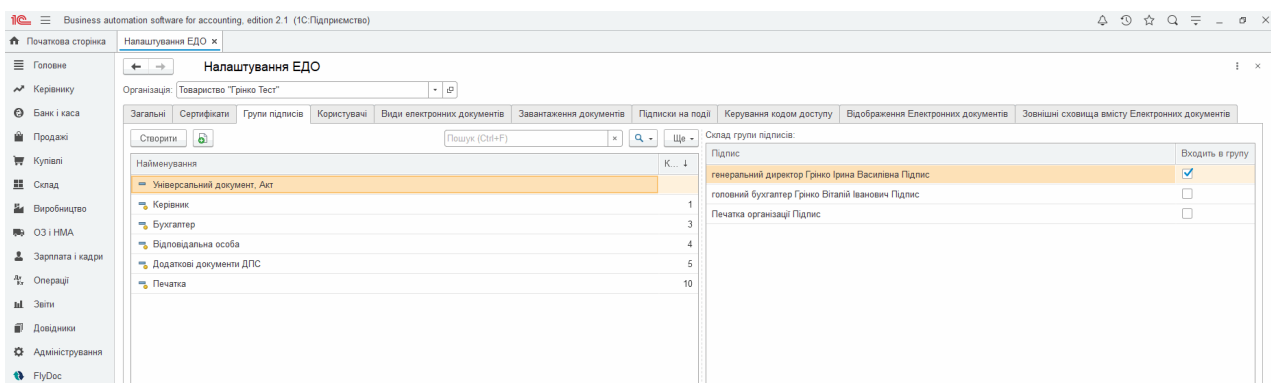 Business automation software for accounting, edition 2.1 (1С:Підприємство)
Початкова сторінка
Налаштування ЕДО ×
Головне
Керівнику
Банк і каса
Продажі
Купівлі
Склад
Виробництво
ОЗ і НМА
Зарплата і кадри
Операції
Звіти
Довідники
Адміністрування
FlyDoc
Налаштування ЕДО
Організація: Товариство "Грінко Тест"
Загальні Сертифікати Групи підписів Користувачі Види електронних документів Завантаження документів Підписки на події Керування кодом доступу Відображення Електронних документів Зовнішні сховища вмісту Електронних документів
Створити Пошук (Ctrl+F) × Ще
Найменування К... ↓
Універсальний документ, Акт
Керівник 1
Бухгалтер 3
Відповідальна особа 4
Додаткові документи ДПС 5
Печатка 10
Склад групи підписів:
Підпис Входить в групу
генеральний директор Грінко Ірина Василівна Підпис
головний бухгалтер Грінко Віталій Іванович Підпис
Печатка організації Підпис